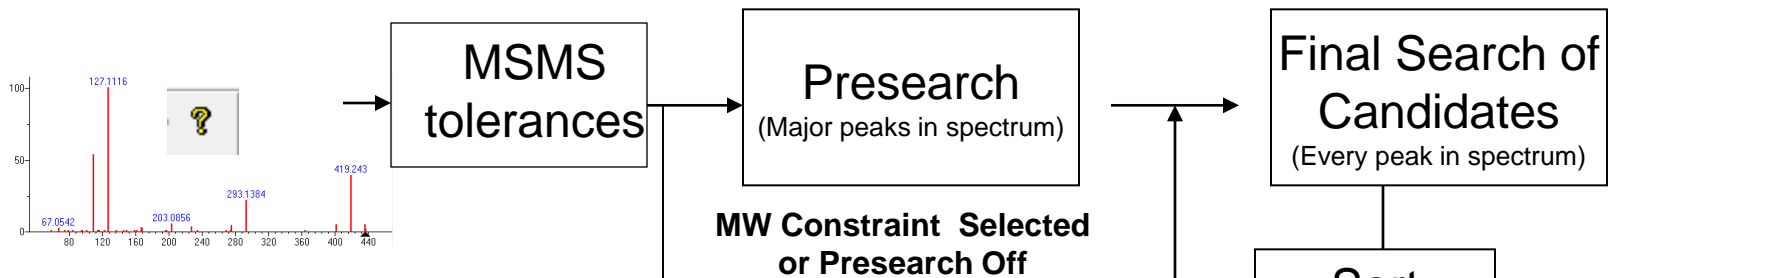 100
50
0
127.1116
419.243
293.1384
203.0856
67.0542
80 120 160 200 240 280 320 360 400 440
?
MSMS
tolerances
Presearch
(Major peaks in spectrum)
MW Constraint Selected
or Presearch Off
Final Search of
Candidates
(Every peak in spectrum)
Sort